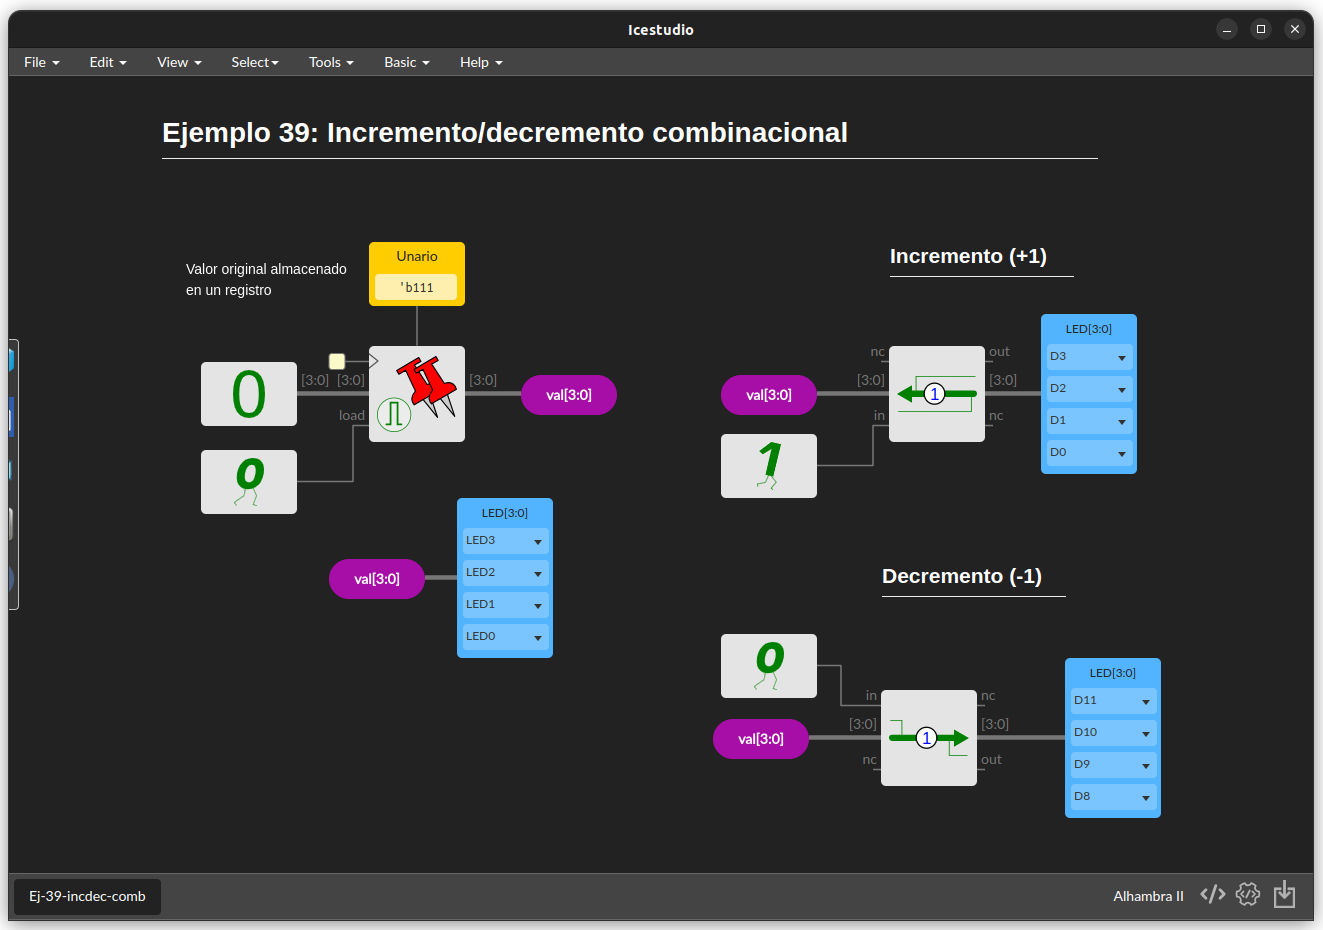 Icestudio
File Edit View Select Tools Basic Help
Ejemplo 39: Incremento/decremento combinacional
Valor original almacenado
en un registro
Unario
'b111
0
[3:0] [3:0]
load
[3:0]
val[3:0]
0
val[3:0]
LED[3:0]
LED3
LED2
LED1
LED0
Incremento (+1)
nc
[3:0]
in
val[3:0]
1
1
out
[3:0]
nc
LED[3:0]
D3
D2
D1
D0
Decremento (-1)
0
in
[3:0]
nc
val[3:0]
1
nc
[3:0]
out
LED[3:0]
D11
D10
D9
D8
Ej-39-incdec-comb
Alhambra II